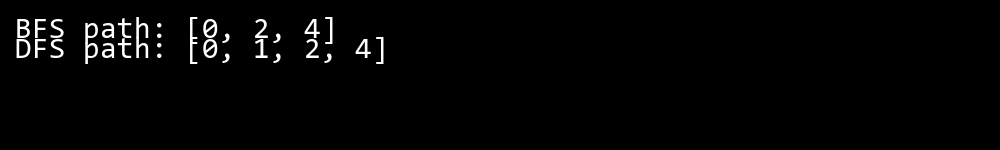 BFS path: [0, 2, 4]
DFS path: [0, 1, 2, 4]